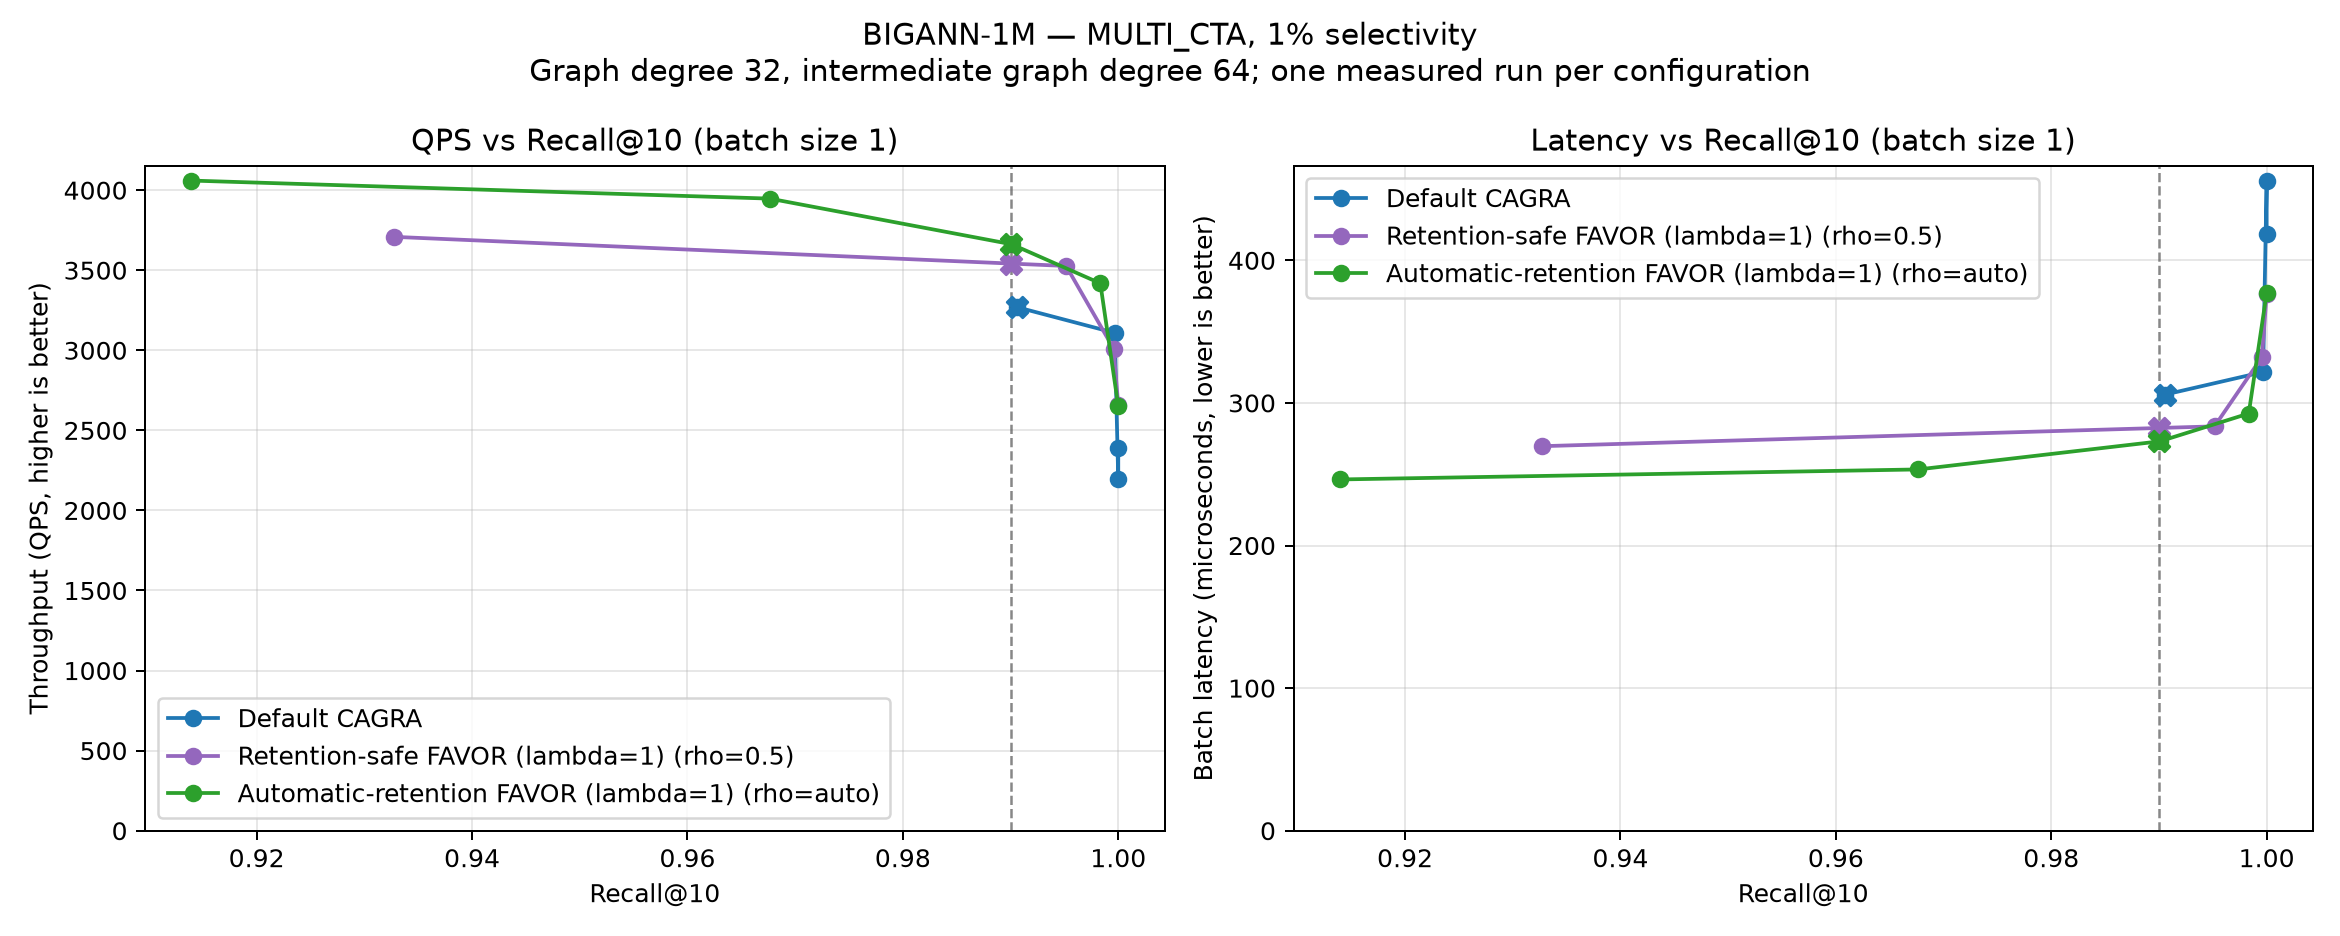 BIGANN-1M — MULTI_CTA, 1% selectivity
Graph degree 32, intermediate graph degree 64; one measured run per configuration
QPS vs Recall@10 (batch size 1)
Throughput (QPS, higher is better)
4000
3500
3000
2500
2000
1500
1000
500
0
Default CAGRA
Retention-safe FAVOR (lambda=1) (rho=0.5)
Automatic-retention FAVOR (lambda=1) (rho=auto)
0.92 0.94 0.96 0.98 1.00
Recall@10
Latency vs Recall@10 (batch size 1)
Batch latency (microseconds, lower is better)
Default CAGRA
Retention-safe FAVOR (lambda=1) (rho=0.5)
Automatic-retention FAVOR (lambda=1) (rho=auto)
400
300
200
100
0
0.92 0.94 0.96 0.98 1.00
Recall@10